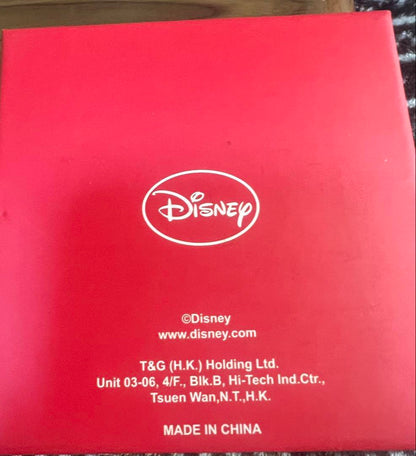 Disney
©Disney
www.disney.com
T&G (H.K.) Holding Ltd.
Unit 03-06, 4/F., Blk.B, Hi-Tech Ind.Ctr.,
Tsuen Wan,N.T.,H.K.
MADE IN CHINA